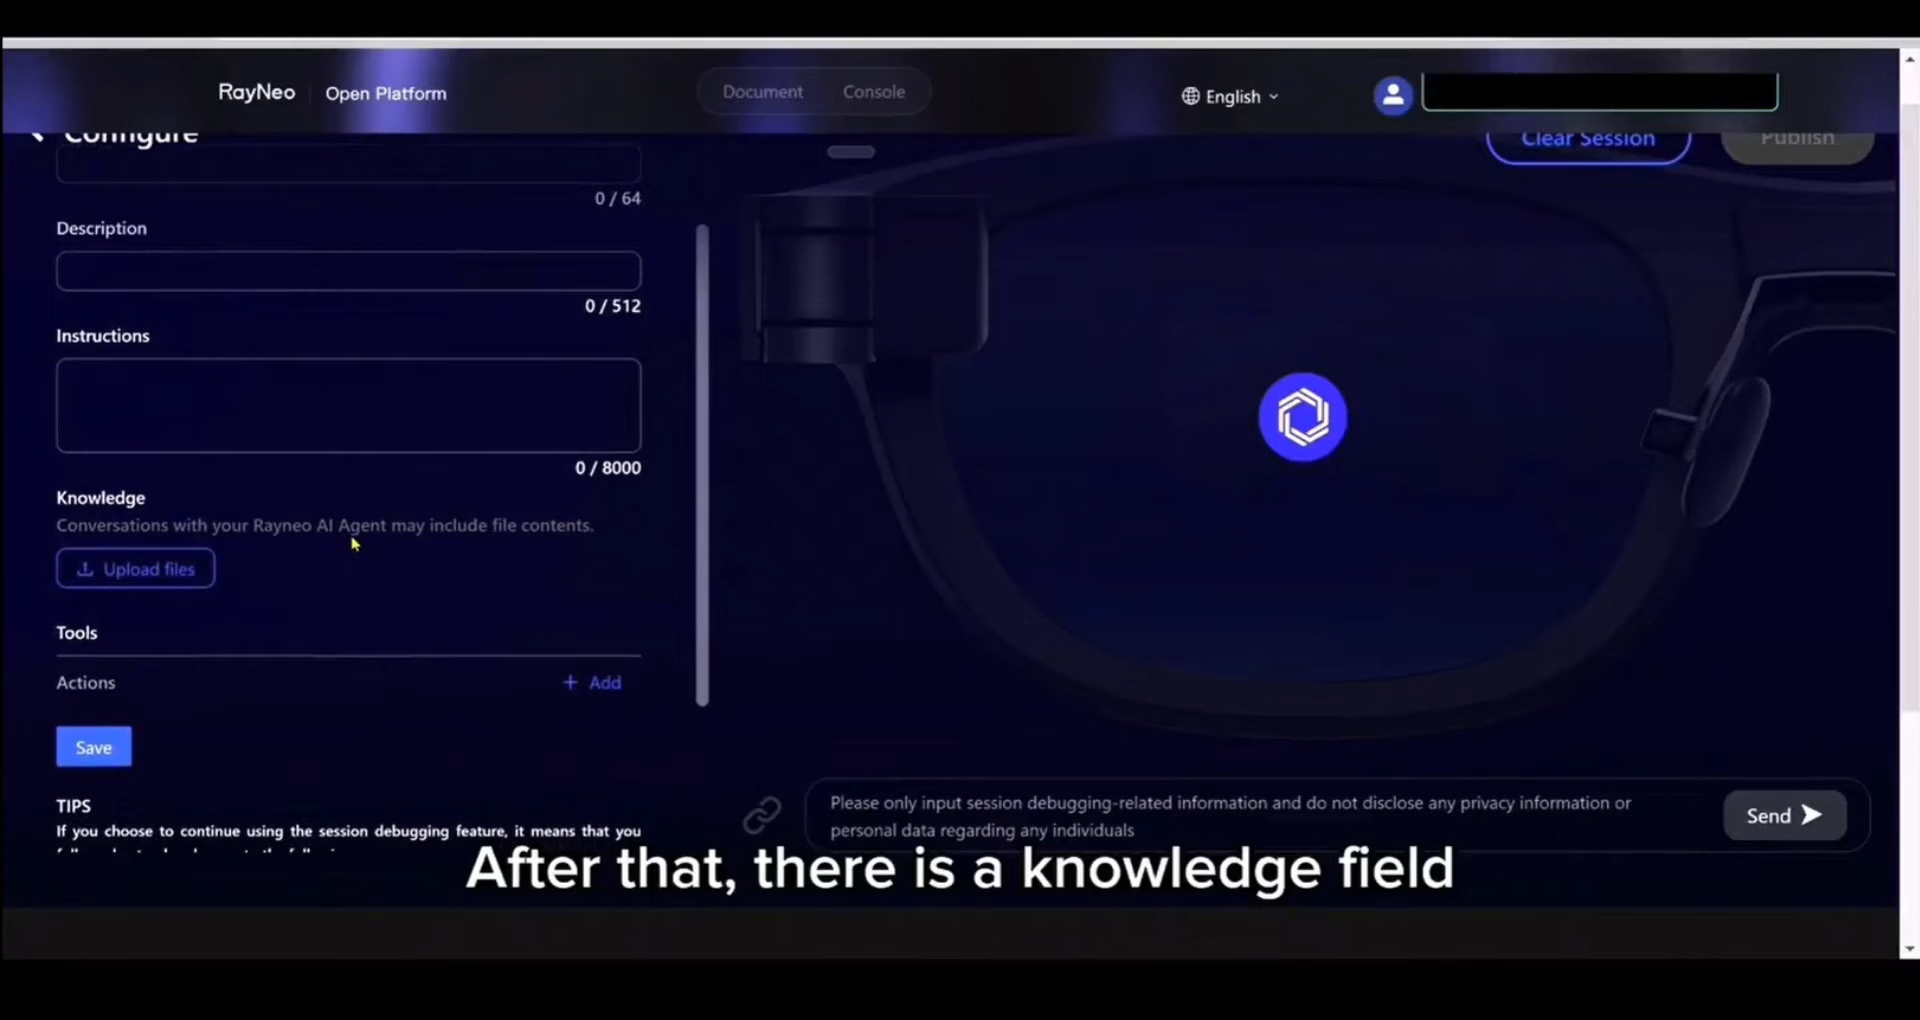 RayNeo
Open Platform
Document
Console
English
Configure
Clear Session
Publish
0 / 64
Description
0 / 512
Instructions
0 / 8000
Knowledge
Conversations with your Rayneo AI Agent may include file contents.
Upload files
Tools
Actions
+ Add
Save
TIPS
If you choose to continue using the session debugging feature, it means that you
Please only input session debugging-related information and do not disclose any privacy information or
personal data regarding any individuals
Send
After that, there is a knowledge field